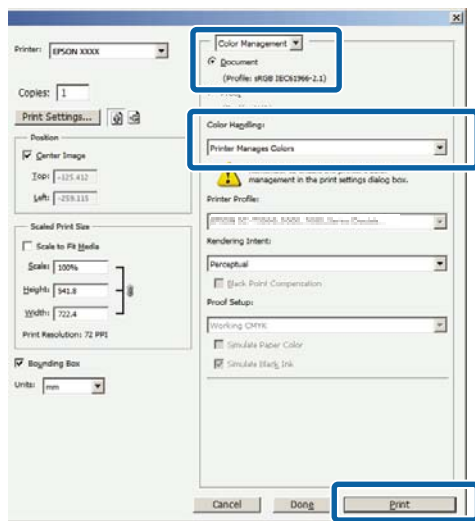 Printer: EPSON XXXX
Copies: 1
Print Settings...
Position
Center Image
Top: -125.412
Left: -259.115
Scaled Print Size
Scale to Fit Media
Scale: 100%
Height: 541.8
Width: 722.4
Print Resolution: 72 PPI
Bounding Box
Units: mm
Color Management
Document
(Profile: sRGB IEC61966-2.1)
Color Handling:
Printer Manages Colors
management in the print settings dialog box.
Printer Profile:
Rendering Intent:
Perceptual
Black Point Compensation
Proof Setup:
Working CMYK
Simulate Paper Color
Simulate Black Ink
Cancel
Done
Print